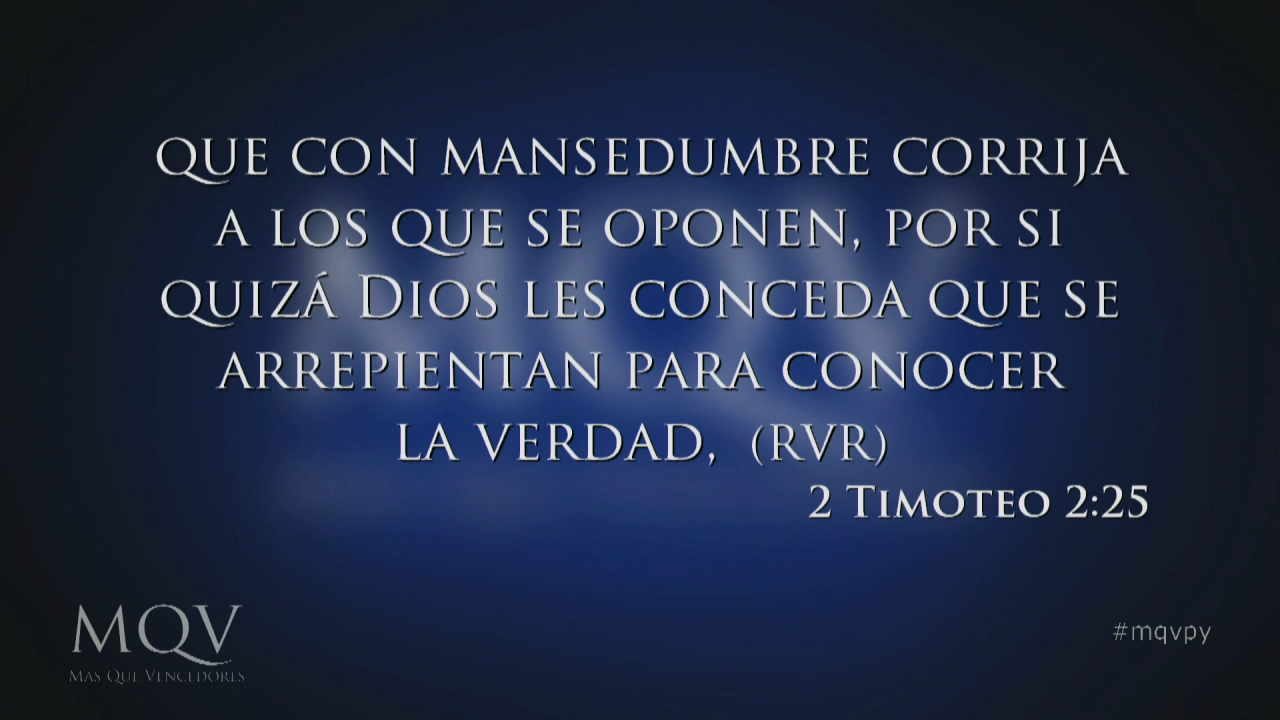 QUE CON MANSEDUMBRE CORRIJA
A LOS QUE SE OPONEN, POR SI
QUIZÁ DIOS LES CONCEDA QUE SE
ARREPIENTAN PARA CONOCER
LA VERDAD, (RVR)
2 TIMOTEO 2:25
MQV
MAS QUE VENCEDORES
#mqvpy